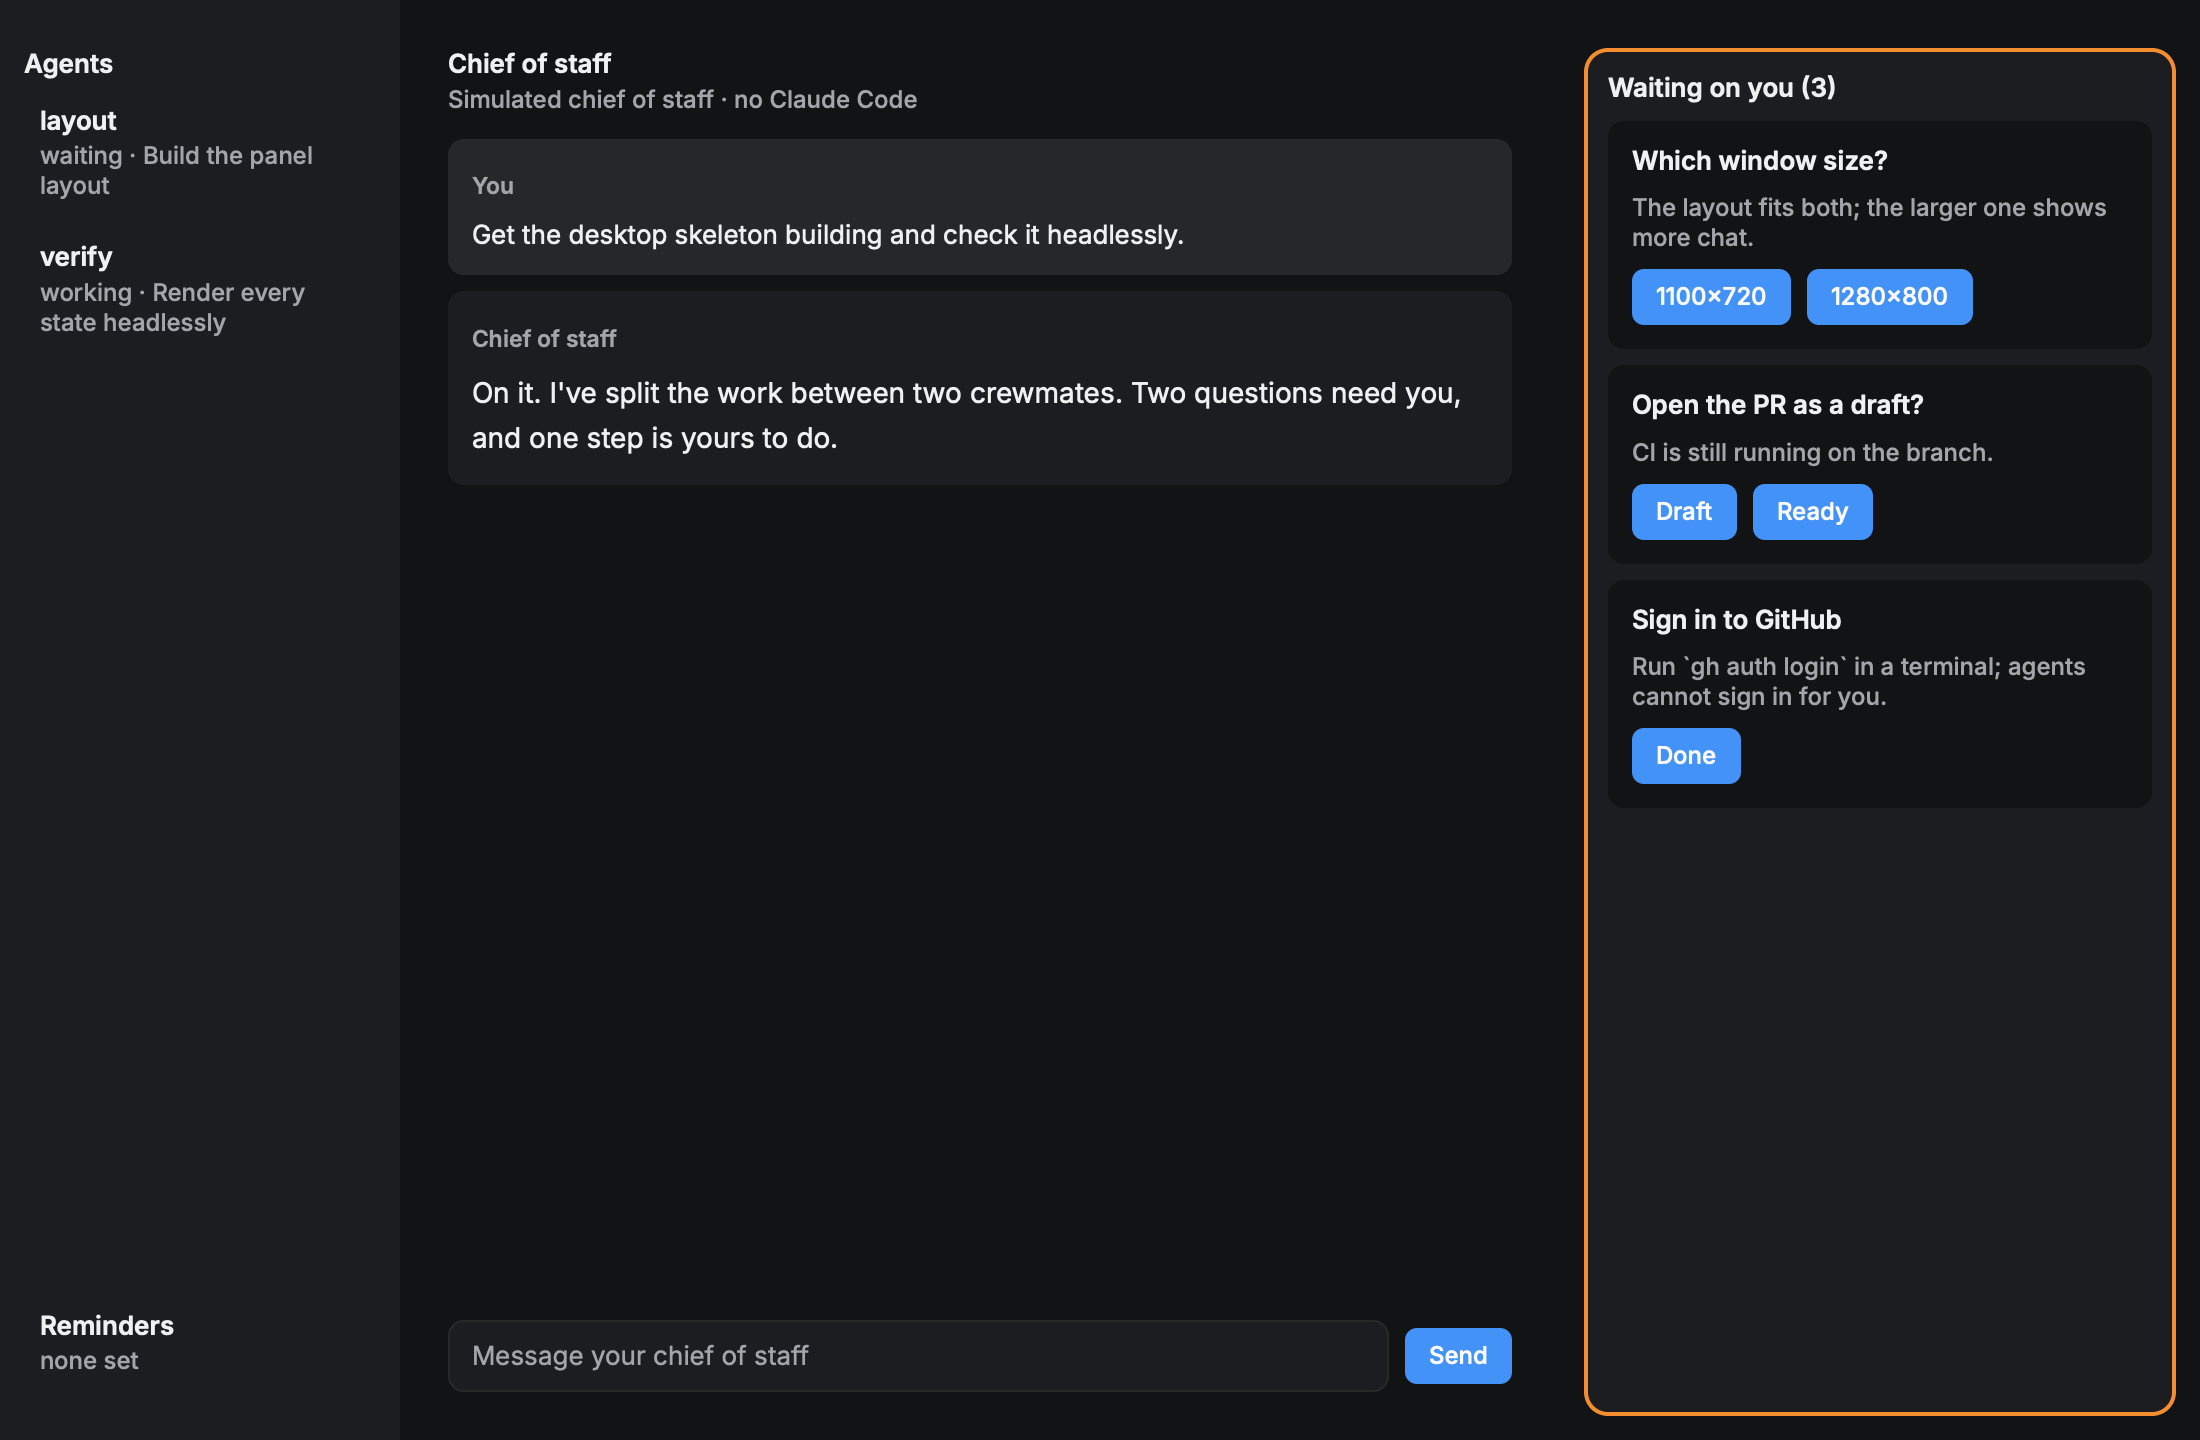 Agents
layout
waiting · Build the panel
layout
verify
working · Render every
state headlessly
Reminders
none set
Chief of staff
Simulated chief of staff · no Claude Code
You
Get the desktop skeleton building and check it headlessly.
Chief of staff
On it. I've split the work between two crewmates. Two questions need you,
and one step is yours to do.
Message your chief of staff
Send
Waiting on you (3)
Which window size?
The layout fits both; the larger one shows
more chat.
1100×720 1280×800
Open the PR as a draft?
CI is still running on the branch.
Draft Ready
Sign in to GitHub
Run `gh auth login` in a terminal; agents
cannot sign in for you.
Done